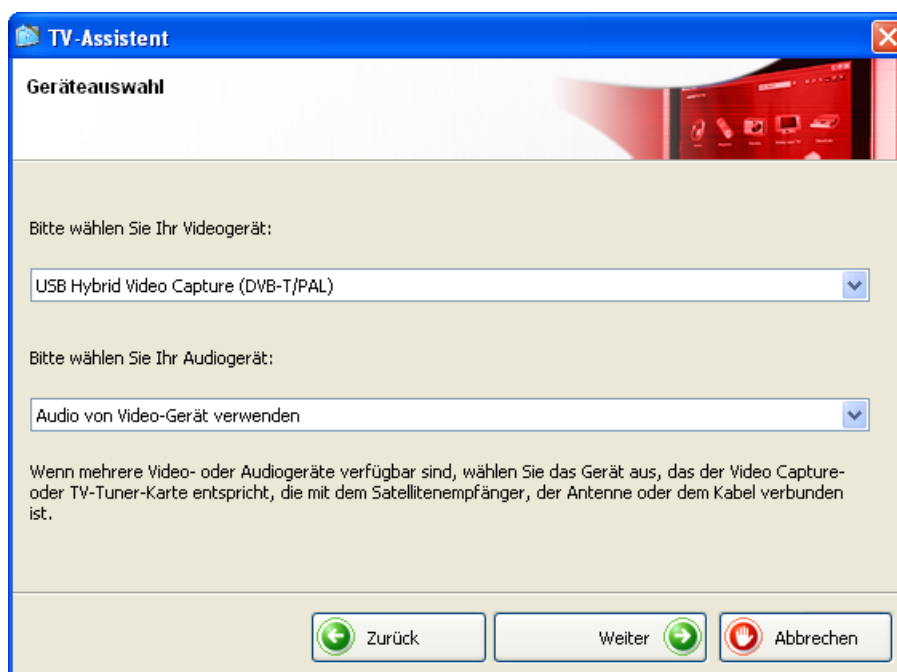 TV-Assistent
Geräteauswahl
Bitte wählen Sie Ihr Videogerät:
USB Hybrid Video Capture (DVB-T/PAL)
Bitte wählen Sie Ihr Audiogerät:
Audio von Video-Gerät verwenden
Wenn mehrere Video- oder Audiogeräte verfügbar sind, wählen Sie das Gerät aus, das der Video Capture-
oder TV-Tuner-Karte entspricht, die mit dem Satellitenempfänger, der Antenne oder dem Kabel verbunden
ist.
Zurück
Weiter
Abbrechen